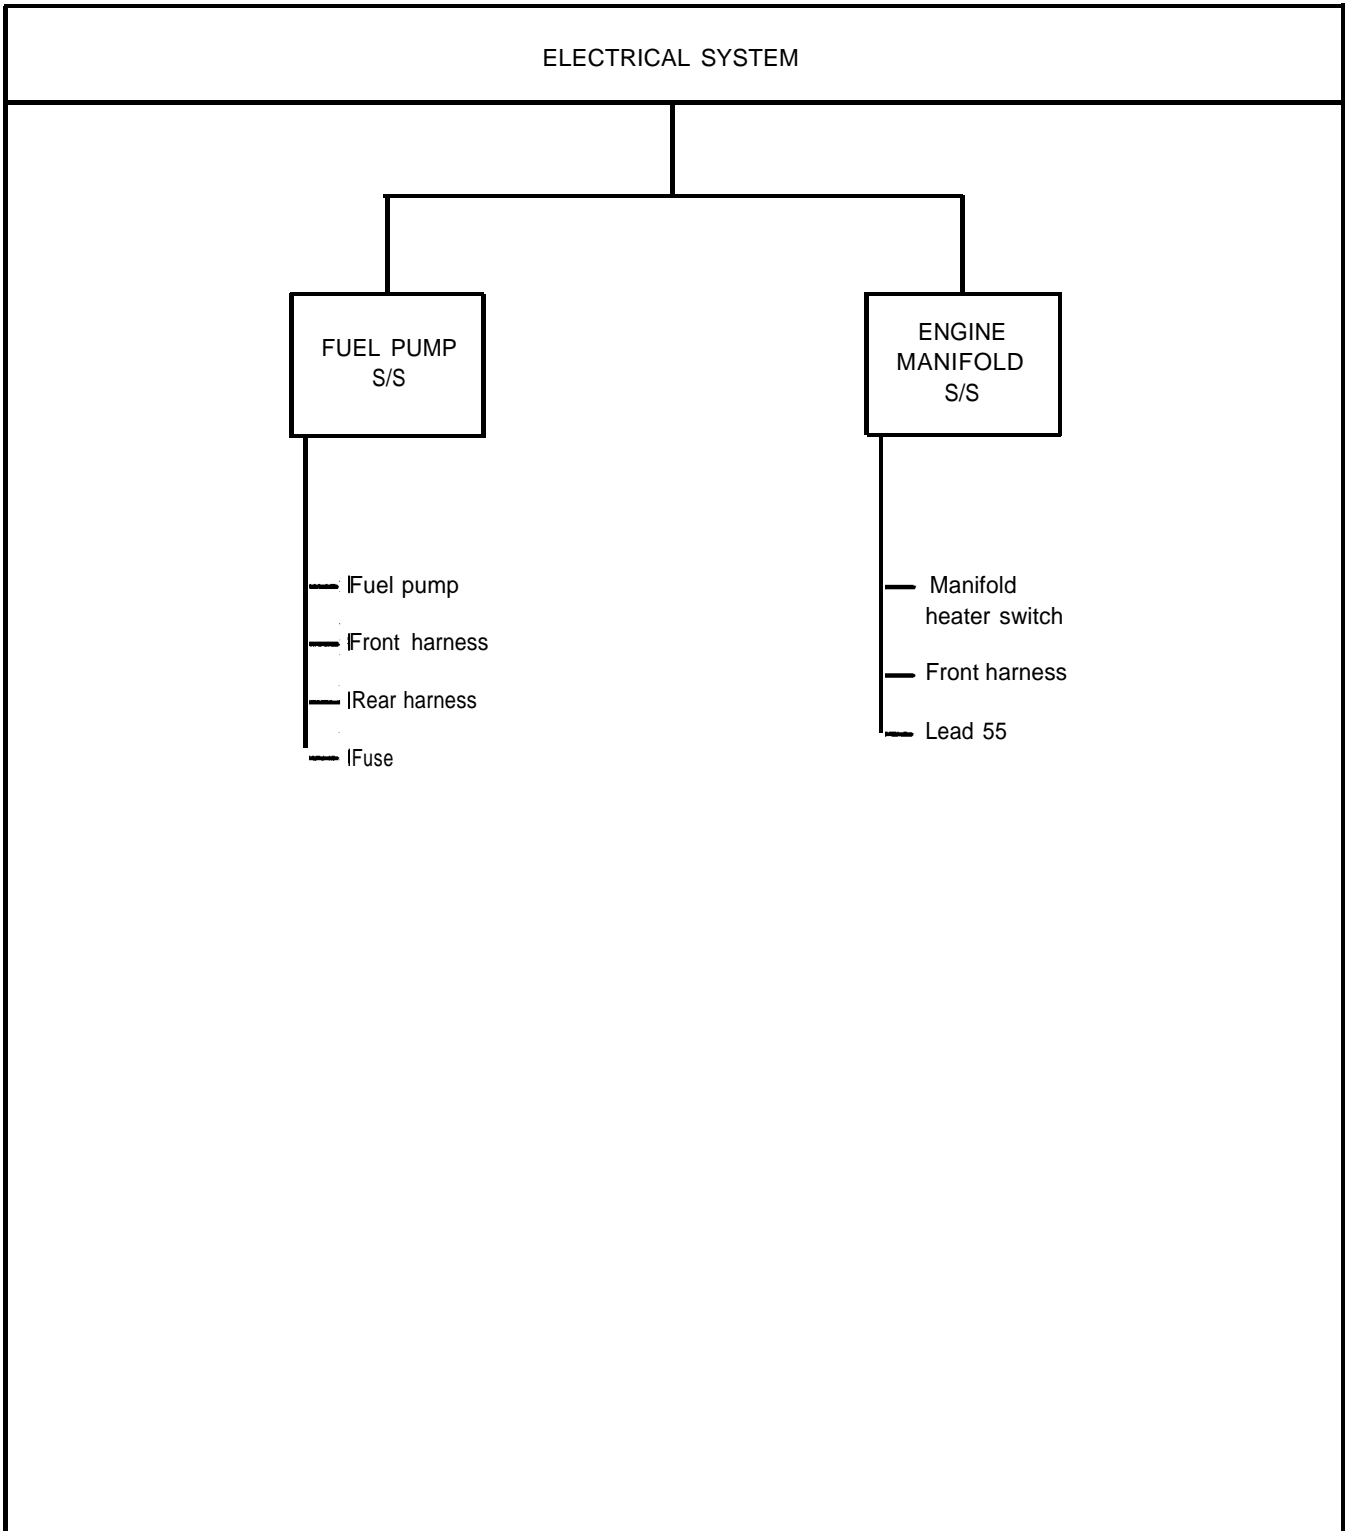 ELECTRICAL SYSTEM
FUEL PUMP
S/S
Fuel pump
Front harness
Rear harness
Fuse
ENGINE
MANIFOLD
S/S
Manifold
heater switch
Front harness
Lead 55